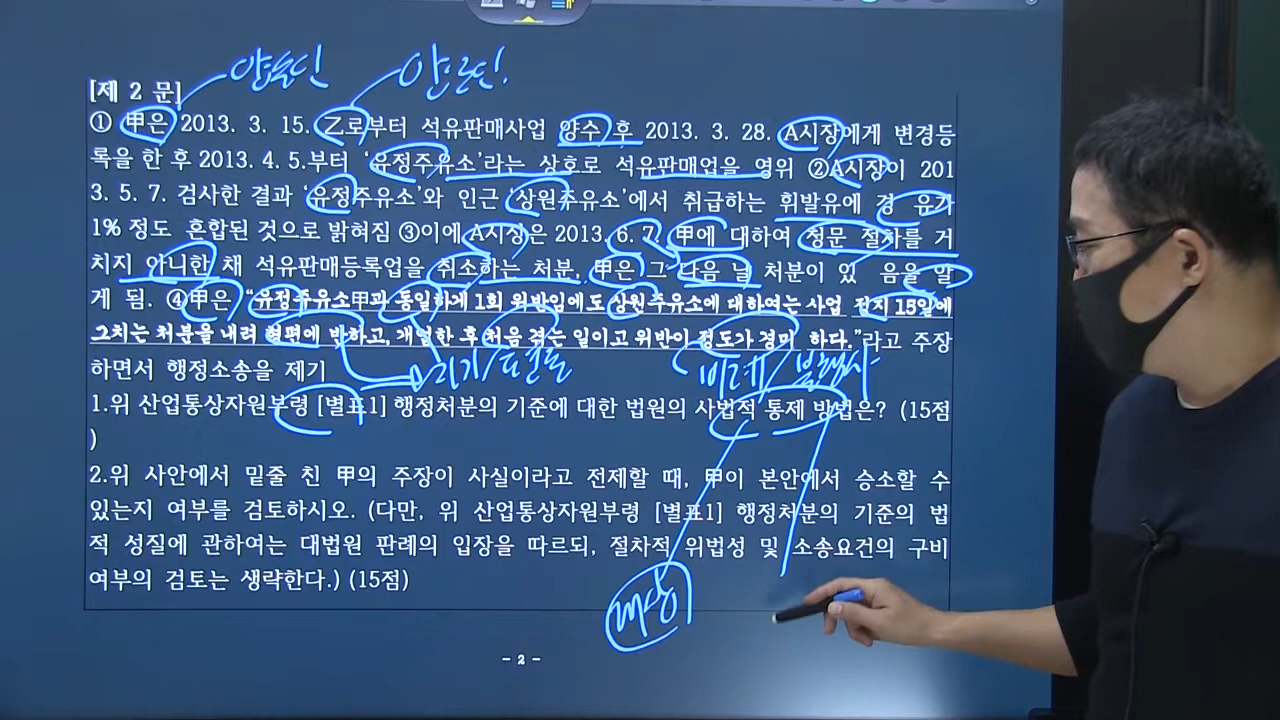 양수인 양도인!
[제 2 문]
① 甲은 2013. 3. 15. 乙로부터 석유판매사업 양수 후 2013. 3. 28. A시장에게 변경등
록을 한 후 2013. 4. 5.부터 ‘유정주유소’라는 상호로 석유판매업을 영위 ②A시장이 201
3. 5. 7. 검사한 결과 ‘유정주유소’와 인근 ‘상원주유소’에서 취급하는 휘발유에 경 유가
1% 정도 혼합된 것으로 밝혀짐 ③이에 A시장은 2013. 6. 7. 甲에 대하여 청문 절차를 거
치지 아니한 채 석유판매등록업을 취소하는 처분, 甲은 그 다음 날 처분이 있 음을 알
게 됨. ④甲은 “유정주유소甲과 동일하게 1회 위반임에도 상원주유소에 대하여는 사업 정지 15일에
그치는 처분을 내려 형평에 반하고, 개업한 후 처음 겪는 일이고 위반이 정도가 경미 하다.”라고 주장
하면서 행정소송을 제기
비례/
1.위 산업통상자원부령 [별표1] 행정처분의 기준에 대한 법원의 사법적 통제 방법은? (15점
)
2.위 사안에서 밑줄 친 甲의 주장이 사실이라고 전제할 때, 甲이 본안에서 승소할 수
있는지 여부를 검토하시오. (다만, 위 산업통상자원부령 [별표1] 행정처분의 기준의 법
적 성질에 관하여는 대법원 판례의 입장을 따르되, 절차적 위법성 및 소송요건의 구비
여부의 검토는 생략한다.) (15점)
대상
- 2 -